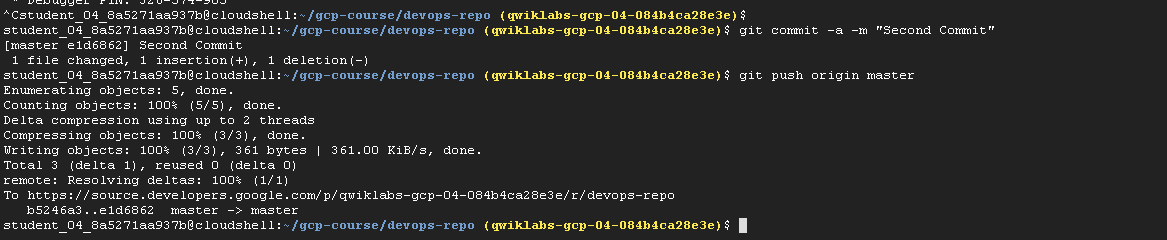 * Debugger PIN: 320-574-983
^Cstudent_04_8a5271aa937b@cloudshell:~/gcp-course/devops-repo (qwiklabs-gcp-04-084b4ca28e3e)$
student_04_8a5271aa937b@cloudshell:~/gcp-course/devops-repo (qwiklabs-gcp-04-084b4ca28e3e)$ git commit -a -m "Second Commit"
[master e1d6862] Second Commit
 1 file changed, 1 insertion(+), 1 deletion(-)
student_04_8a5271aa937b@cloudshell:~/gcp-course/devops-repo (qwiklabs-gcp-04-084b4ca28e3e)$ git push origin master
Enumerating objects: 5, done.
Counting objects: 100% (5/5), done.
Delta compression using up to 2 threads
Compressing objects: 100% (3/3), done.
Writing objects: 100% (3/3), 361 bytes | 361.00 KiB/s, done.
Total 3 (delta 1), reused 0 (delta 0)
remote: Resolving deltas: 100% (1/1)
To https://source.developers.google.com/p/qwiklabs-gcp-04-084b4ca28e3e/r/devops-repo
   b5246a3..e1d6862  master -> master
student_04_8a5271aa937b@cloudshell:~/gcp-course/devops-repo (qwiklabs-gcp-04-084b4ca28e3e)$